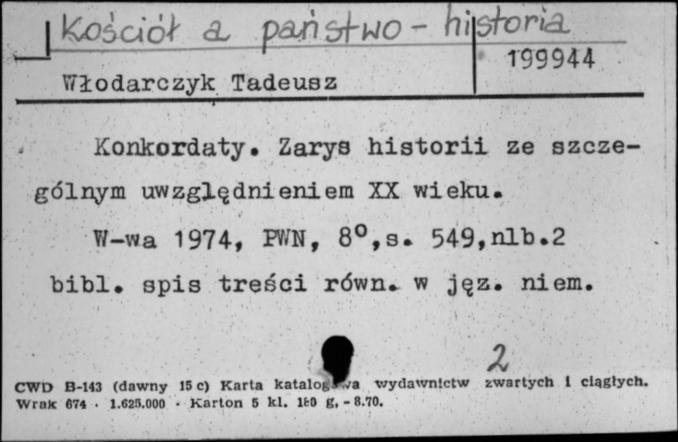 Kościół a państwo - historia
199944
Włodarczyk Tadeusz
Konkordaty. Zarys historii ze szcze-
gólnym uwzględnieniem XX wieku.
W-wa 1974, PWN, 8⁰,s. 549,nlb.2
bibl. spis treści równ. w jęz. niem.
2
CWD B-143 (dawny 15 c) Karta katalogowa wydawnictw zwartych i ciągłych.
Wrak 674 · 1.625.000 · Karton 5 kl. 180 g, - 8.70.